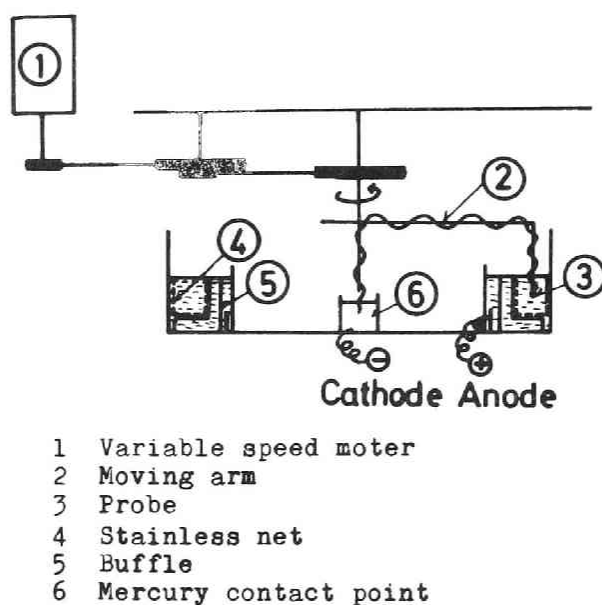 1
2
4
5
6
3
−
+
Cathode Anode
1 Variable speed moter
2 Moving arm
3 Probe
4 Stainless net
5 Buffle
6 Mercury contact point